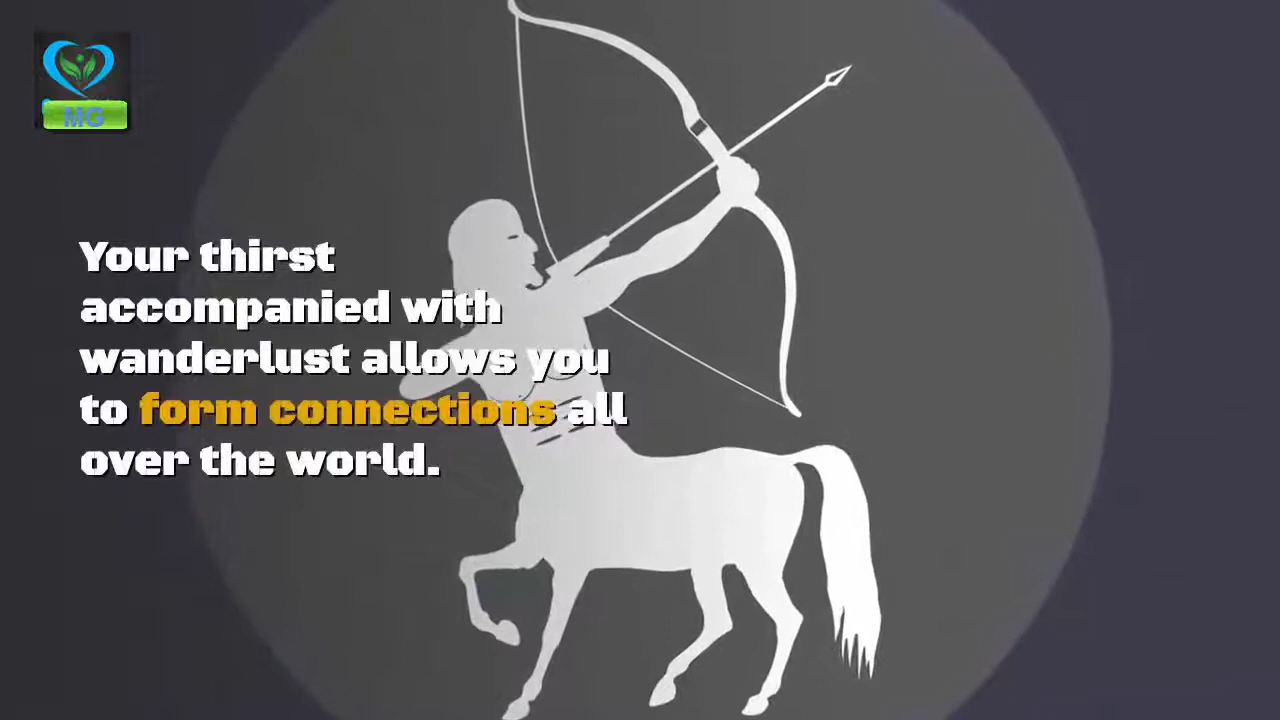 MG
Your thirst
accompanied with
wanderlust allows you
to form connections all
over the world.